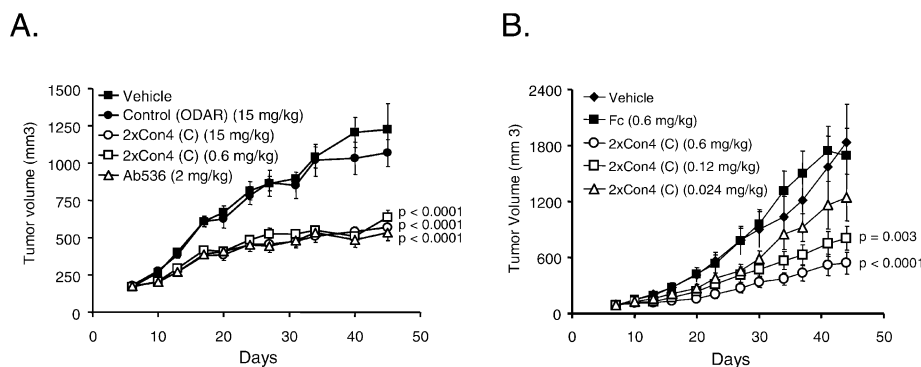 A.
B.
1500
1250
1000
750
500
250
0
Tumor volume (mm3)
Vehicle
Control (ODAR) (15 mg/kg)
2xCon4 (C) (15 mg/kg)
2xCon4 (C) (0.6 mg/kg)
Ab536 (2 mg/kg)
p < 0.0001
p < 0.0001
p < 0.0001
0 10 20 30 40 50
Days
2400
1800
1200
600
0
Tumor Volume (mm 3)
Vehicle
Fc (0.6 mg/kg)
2xCon4 (C) (0.6 mg/kg)
2xCon4 (C) (0.12 mg/kg)
2xCon4 (C) (0.024 mg/kg)
p = 0.003
p < 0.0001
0 10 20 30 40 50
Days